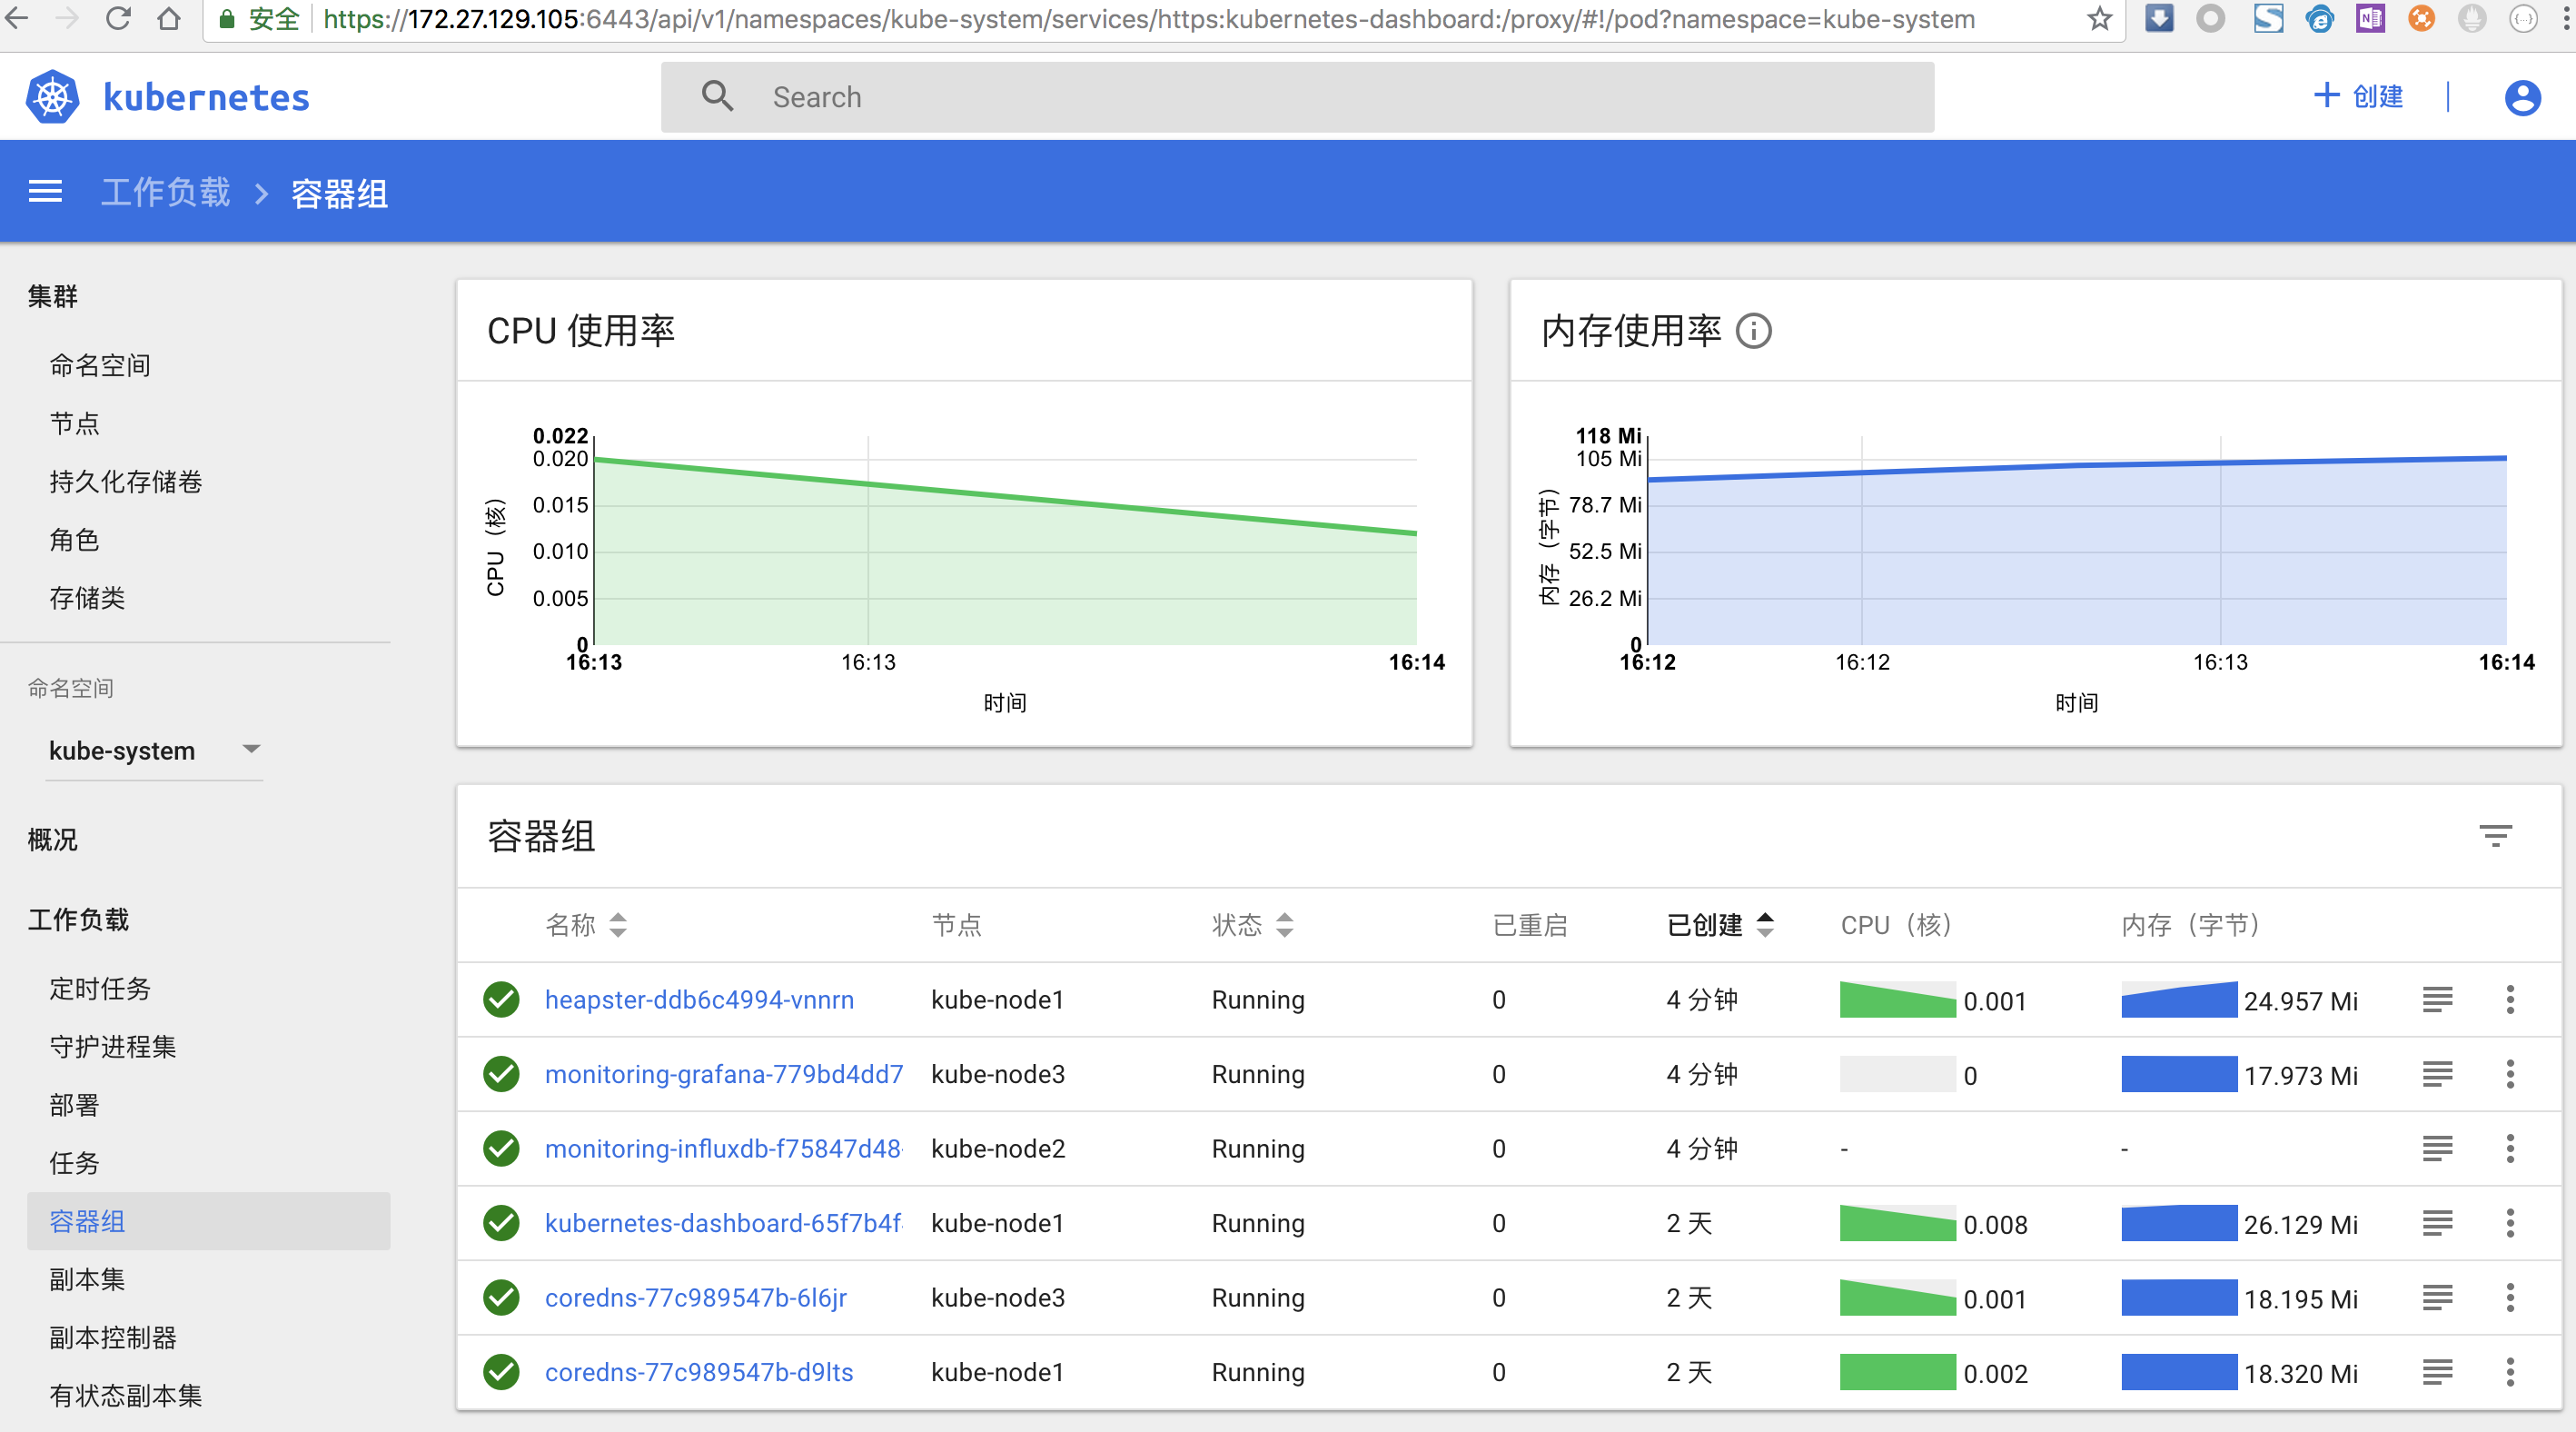 安全 https://172.27.129.105:6443/api/v1/namespaces/kube-system/services/https:kubernetes-dashboard:/proxy/#!/pod?namespace=kube-system
kubernetes
Search
+ 创建
工作负载 > 容器组
集群
命名空间
节点
持久化存储卷
角色
存储类
命名空间
kube-system
概况
工作负载
定时任务
守护进程集
部署
任务
容器组
副本集
副本控制器
有状态副本集
CPU 使用率
CPU（核）
0.022
0.020
0.015
0.010
0.005
0
16:13
16:13
16:14
时间
内存使用率
内存（字节）
118 Mi
105 Mi
78.7 Mi
52.5 Mi
26.2 Mi
0
16:12
16:12
16:13
16:14
时间
容器组
名称 节点 状态 已重启 已创建 CPU（核） 内存（字节）
heapster-ddb6c4994-vnnrn kube-node1 Running 0 4 分钟 0.001 24.957 Mi
monitoring-grafana-779bd4dd7 kube-node3 Running 0 4 分钟 0 17.973 Mi
monitoring-influxdb-f75847d48- kube-node2 Running 0 4 分钟 - -
kubernetes-dashboard-65f7b4f kube-node1 Running 0 2 天 0.008 26.129 Mi
coredns-77c989547b-6l6jr kube-node3 Running 0 2 天 0.001 18.195 Mi
coredns-77c989547b-d9lts kube-node1 Running 0 2 天 0.002 18.320 Mi